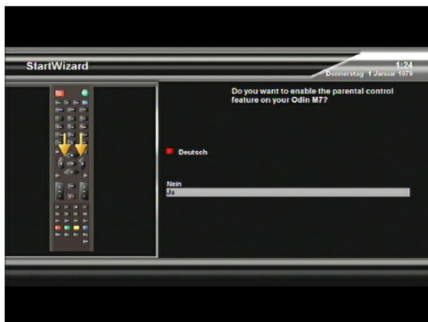 StartWizard
1:24
Donnerstag 1 Januar 1970
Do you want to enable the parental control
feature on your Odin M7?
Deutsch
Nein
Ja